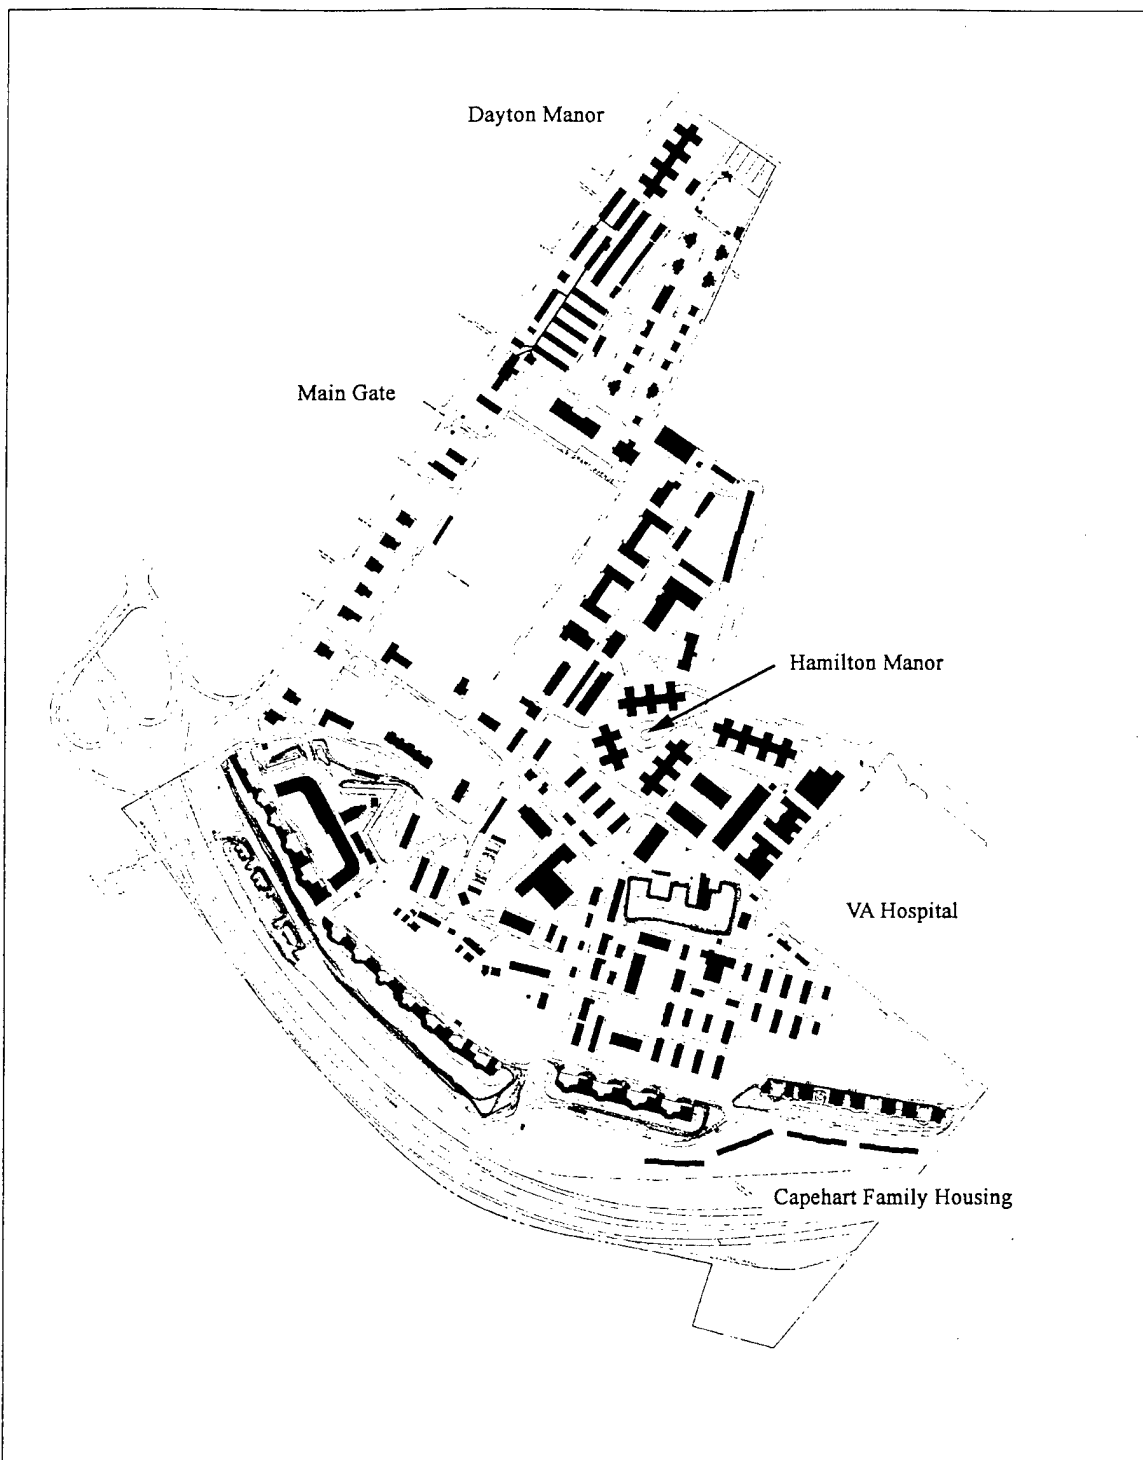 Dayton Manor
Main Gate
Hamilton Manor
VA Hospital
Capehart Family Housing